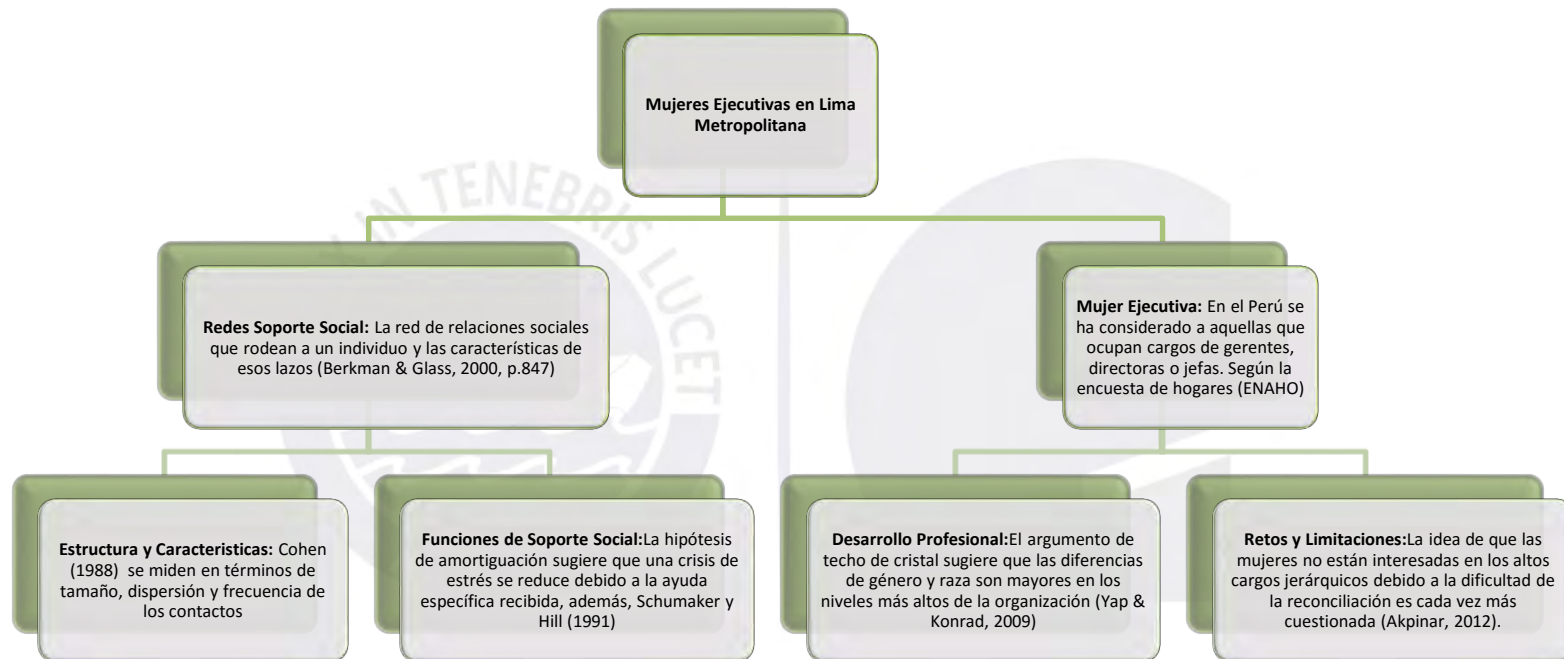 Mujeres Ejecutivas en Lima
Metropolitana
IN TENEBRIS LUCET
Redes Soporte Social: La red de relaciones sociales
que rodean a un individuo y las características de
esos lazos (Berkman & Glass, 2000, p.847)
Mujer Ejecutiva: En el Perú se
ha considerado a aquellas que
ocupan cargos de gerentes,
directoras o jefas. Según la
encuesta de hogares (ENAHO)
Estructura y Caracteristicas: Cohen
(1988) se miden en términos de
tamaño, dispersión y frecuencia de
los contactos
Funciones de Soporte Social:La hipótesis
de amortiguación sugiere que una crisis de
estrés se reduce debido a la ayuda
específica recibida, además, Schumaker y
Hill (1991)
Desarrollo Profesional:El argumento de
techo de cristal sugiere que las diferencias
de género y raza son mayores en los
niveles más altos de la organización (Yap &
Konrad, 2009)
Retos y Limitaciones:La idea de que las
mujeres no están interesadas en los altos
cargos jerárquicos debido a la dificultad de
la reconciliación es cada vez más
cuestionada (Akpinar, 2012).